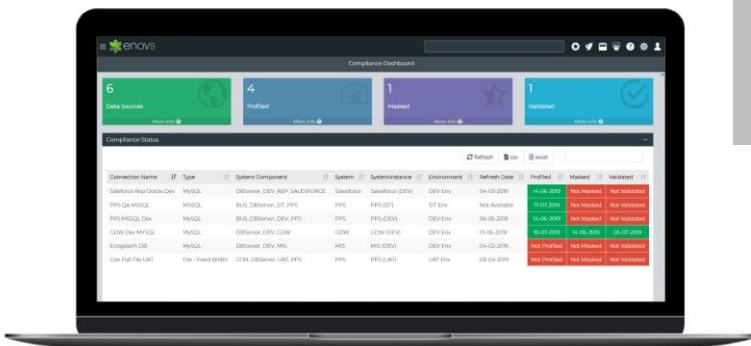 enov8
Compliance Dashboard
6
Data Sources
More info
4
Profiled
More info
1
Masked
More info
1
Validated
More info
Compliance Status
Refresh csv excel
Connection Name Type System Component System SystemInstance Environment Refresh Date Profiled Masked Validated
Saleforce Rep Oracle Dev MySQL DBServer_DEV_REP_SALESFORCE Salesforce Salesforce (DEV) DEV Env 04-03-2019 14-06-2019 Not Masked Not Validated
PPS QA MSSQL MSSQL BUS_DBServer_SIT_PPS PPS PPS (SIT) SIT Env Not Available 17-07-2019 Not Masked Not Validated
PPS MSSQL Dev MySQL BUS_DBServer_DEV_PPS PPS PPS (DEV) DEV Env 06-05-2019 14-06-2019 Not Masked Not Validated
CDW Dev MYSQL MySQL DBServer_DEV_CDW CDW CDW (DEV) DEV Env 01-06-2019 18-07-2019 14-06-2019 05-07-2019
Ecosystem DB MySQL DBServer_DEV_MIS MIS MIS (DEV) DEV Env 04-02-2019 Not Profiled Not Masked Not Validated
Con Flat File UAT File - Fixed Width CON_DBServer_UAT_PPS PPS PPS (UAT) UAT Env 08-04-2019 Not Profiled Not Masked Not Validated